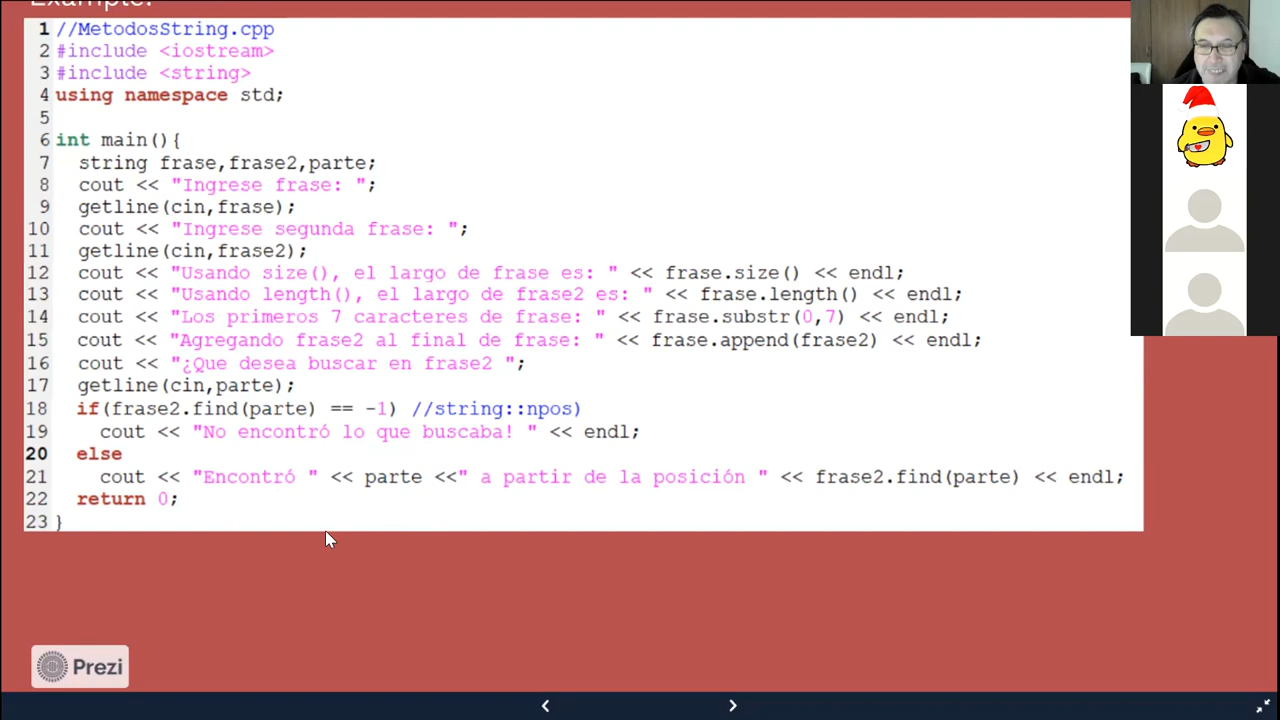 Example:
1 //MetodosString.cpp
2 #include <iostream>
3 #include <string>
4 using namespace std;
5
6 int main(){
7 string frase,frase2,parte;
8 cout << "Ingrese frase: ";
9 getline(cin,frase);
10 cout << "Ingrese segunda frase: ";
11 getline(cin,frase2);
12 cout << "Usando size(), el largo de frase es: " << frase.size() << endl;
13 cout << "Usando length(), el largo de frase2 es: " << frase.length() << endl;
14 cout << "Los primeros 7 caracteres de frase: " << frase.substr(0,7) << endl;
15 cout << "Agregando frase2 al final de frase: " << frase.append(frase2) << endl;
16 cout << "¿Que desea buscar en frase2 ";
17 getline(cin,parte);
18 if(frase2.find(parte) == -1) //string::npos)
19 cout << "No encontró lo que buscaba! " << endl;
20 else
21 cout << "Encontró " << parte <<" a partir de la posición " << frase2.find(parte) << endl;
22 return 0;
23 }
Prezi